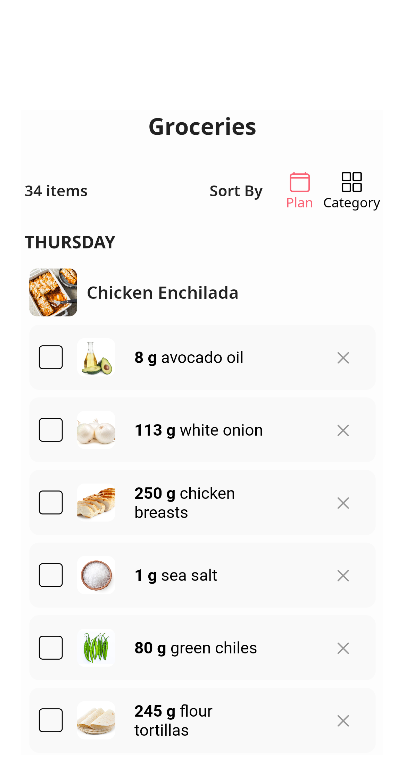 Groceries
34 items Sort By Plan Category
THURSDAY
Chicken Enchilada
8 g avocado oil
113 g white onion
250 g chicken
breasts
1 g sea salt
80 g green chiles
245 g flour
tortillas